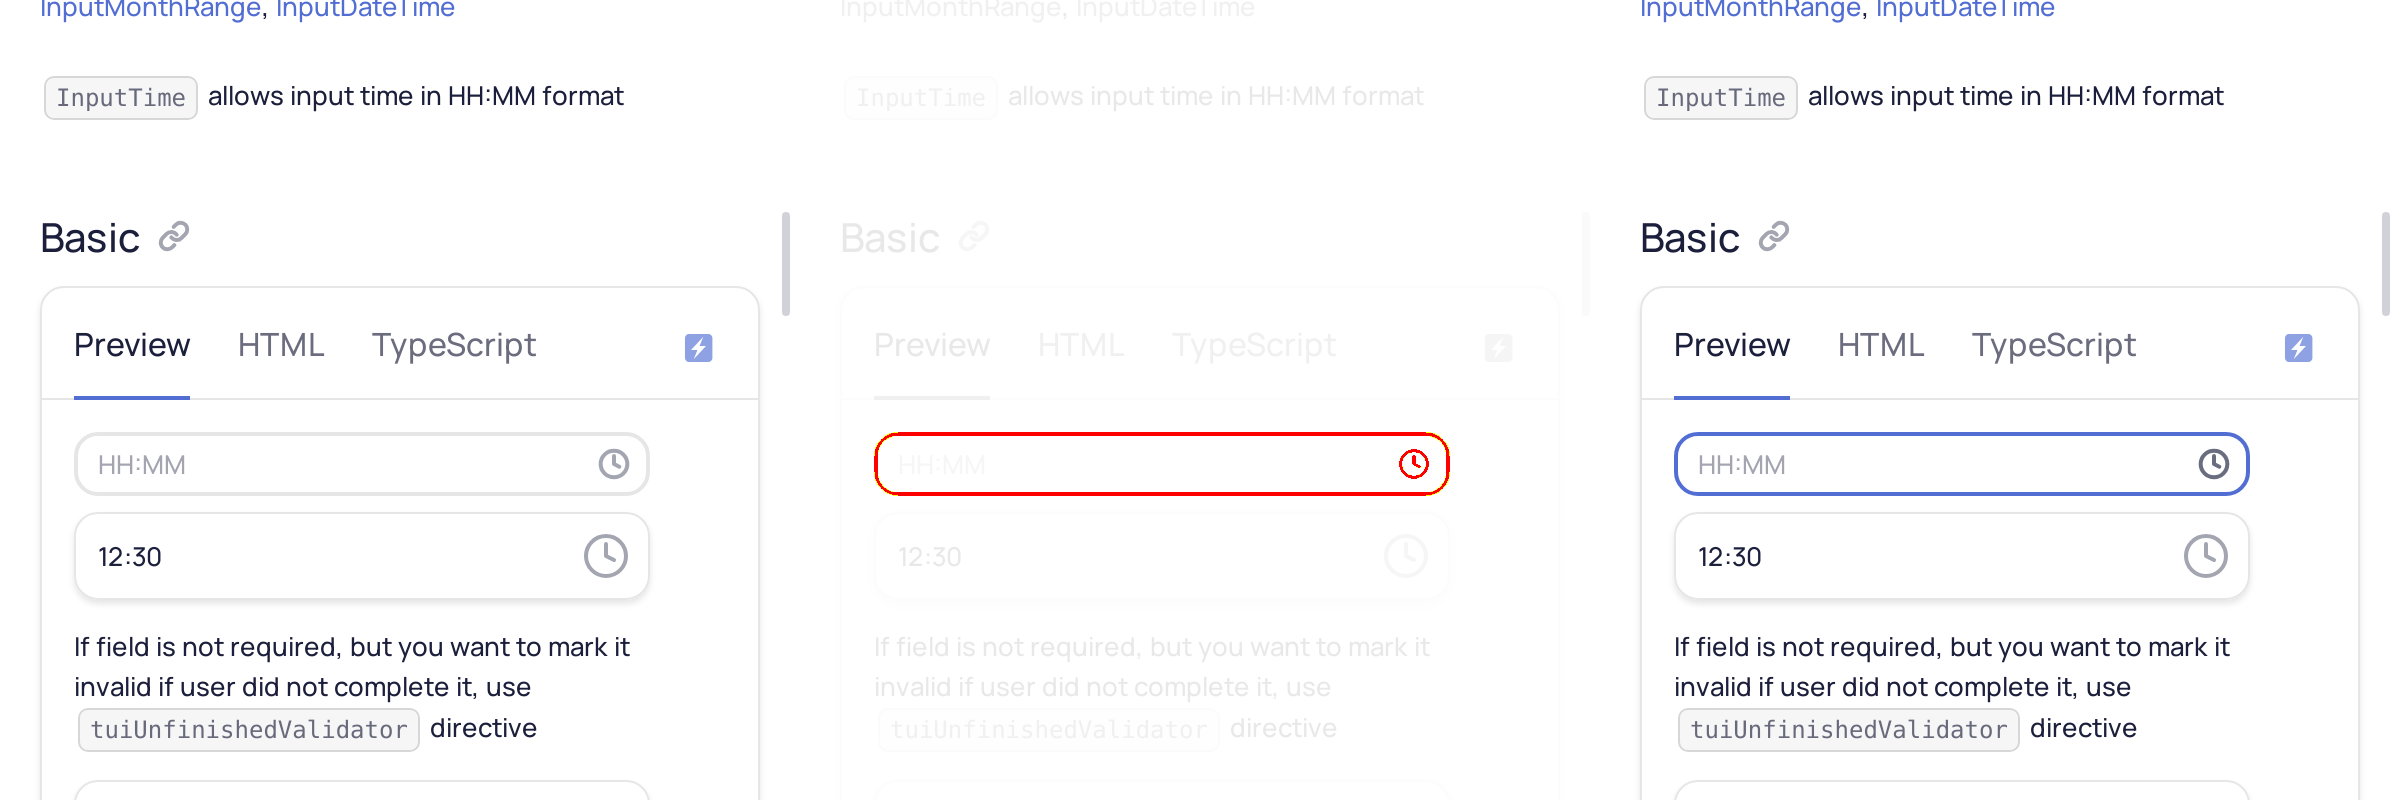 InputMonthRange, InputDateTime
InputTime allows input time in HH:MM format
Basic
Preview HTML TypeScript
HH:MM
12:30
If field is not required, but you want to mark it
invalid if user did not complete it, use
tuiUnfinishedValidator directive
InputMonthRange, InputDateTime
InputTime allows input time in HH:MM format
Basic
Preview HTML TypeScript
HH:MM
12:30
If field is not required, but you want to mark it
invalid if user did not complete it, use
tuiUnfinishedValidator directive
InputMonthRange, InputDateTime
InputTime allows input time in HH:MM format
Basic
Preview HTML TypeScript
HH:MM
12:30
If field is not required, but you want to mark it
invalid if user did not complete it, use
tuiUnfinishedValidator directive